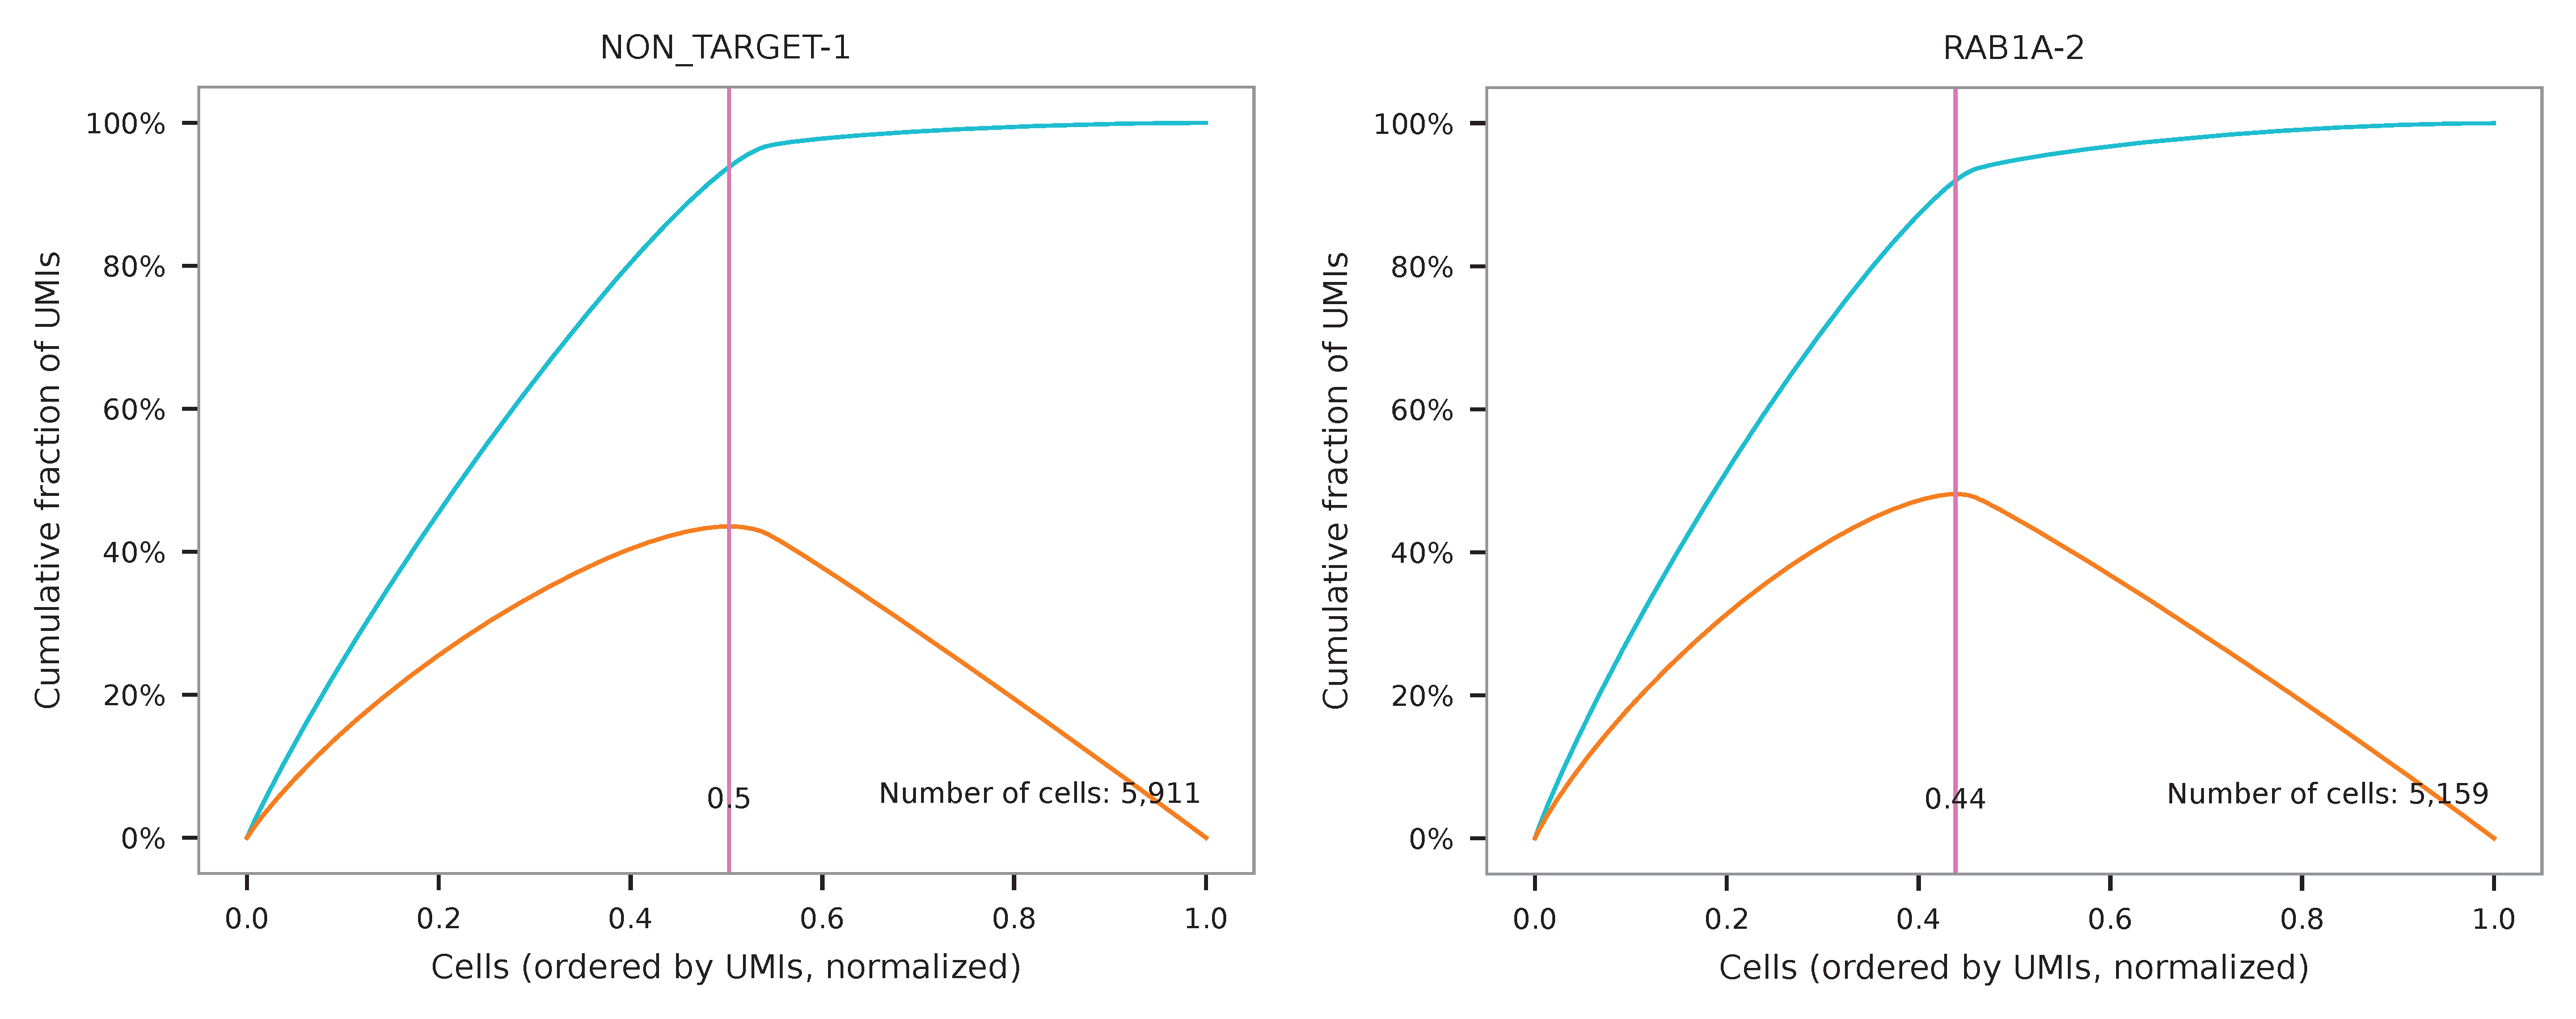 NON_TARGET-1
Cumulative fraction of UMIs
100%
80%
60%
40%
20%
0%
0.5
Number of cells: 5,911
0.0 0.2 0.4 0.6 0.8 1.0
Cells (ordered by UMIs, normalized)
RAB1A-2
Cumulative fraction of UMIs
100%
80%
60%
40%
20%
0%
0.44
Number of cells: 5,159
0.0 0.2 0.4 0.6 0.8 1.0
Cells (ordered by UMIs, normalized)